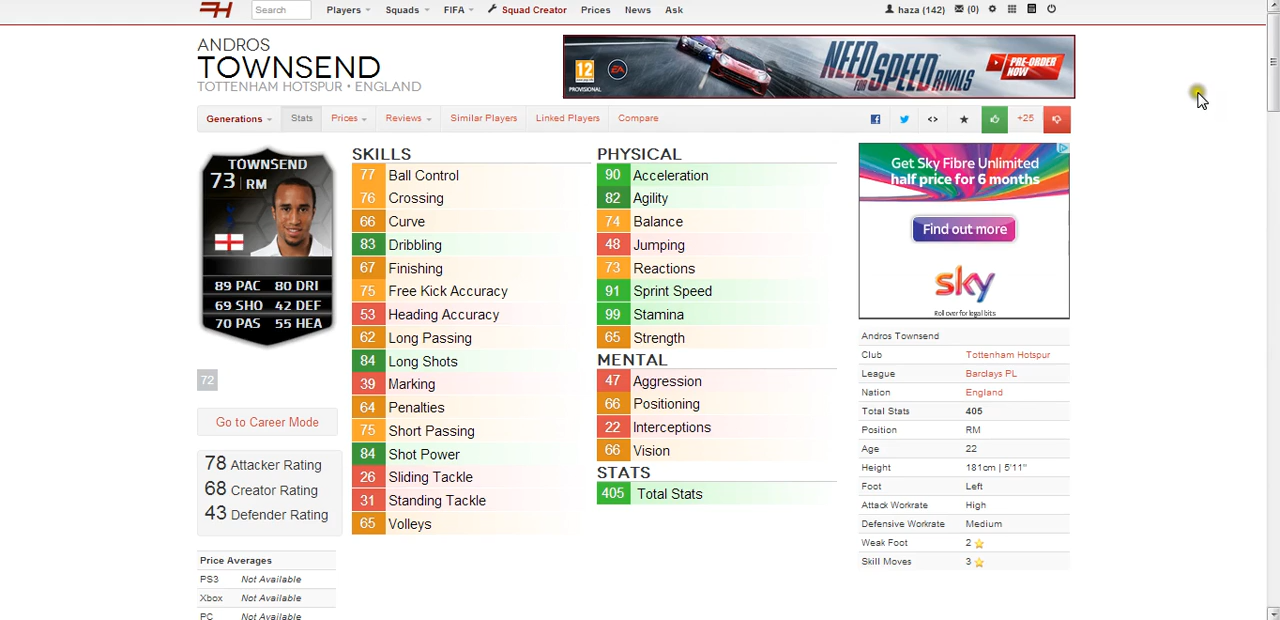 Search
Players
Squads
FIFA
Squad Creator
Prices
News
Ask
haza (142)
(0)
ANDROS
TOWNSEND
TOTTENHAM HOTSPUR • ENGLAND
12
PROVISIONAL
EA
NEED FOR SPEED RIVALS
PRE-ORDER
NOW
Generations
Stats
Prices
Reviews
Similar Players
Linked Players
Compare
+25
TOWNSEND
73 RM
89 PAC 80 DRI
69 SHO 42 DEF
70 PAS 55 HEA
72
Go to Career Mode
78 Attacker Rating
68 Creator Rating
43 Defender Rating
Price Averages
PS3 Not Available
Xbox Not Available
PC Not Available
SKILLS
77 Ball Control
76 Crossing
66 Curve
83 Dribbling
67 Finishing
75 Free Kick Accuracy
53 Heading Accuracy
62 Long Passing
84 Long Shots
39 Marking
64 Penalties
75 Short Passing
84 Shot Power
26 Sliding Tackle
31 Standing Tackle
65 Volleys
PHYSICAL
90 Acceleration
82 Agility
74 Balance
48 Jumping
73 Reactions
91 Sprint Speed
99 Stamina
65 Strength
MENTAL
47 Aggression
66 Positioning
22 Interceptions
66 Vision
STATS
405 Total Stats
Get Sky Fibre Unlimited
half price for 6 months
Find out more
sky
Roll over for legal bits
Andros Townsend
Club Tottenham Hotspur
League Barclays PL
Nation England
Total Stats 405
Position RM
Age 22
Height 181cm | 5'11"
Foot Left
Attack Workrate High
Defensive Workrate Medium
Weak Foot 2
Skill Moves 3